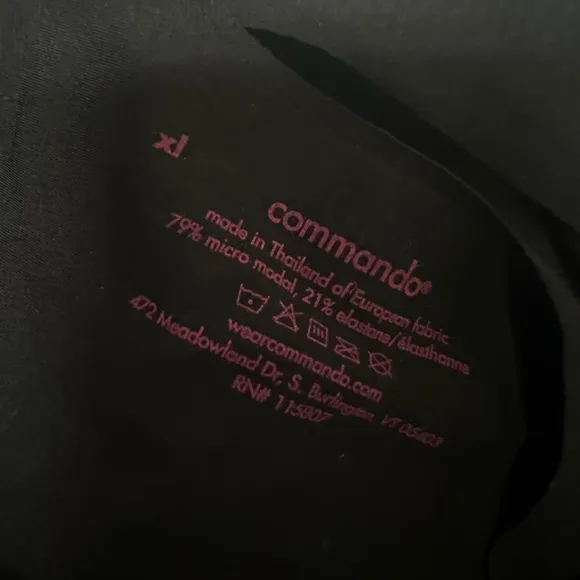 xl
commando®
made in Thailand of European fabric
79% micro modal, 21% elastane/élasthanne
wearcommando.com
472 Meadowland Dr, S. Burlington, VT 05403
RN# 115807